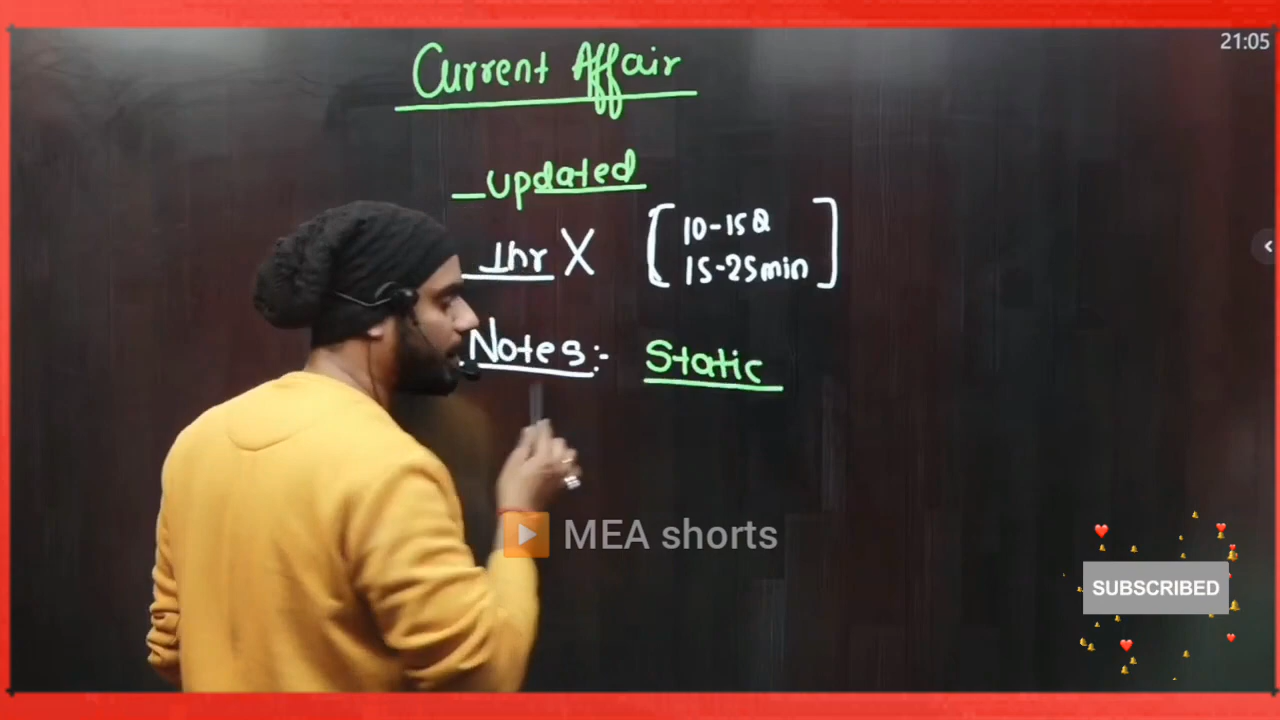 21:05
Current Affair
updated
1hr X [10-15Q
15-25min]
Notes:- Static
MEA shorts
SUBSCRIBED